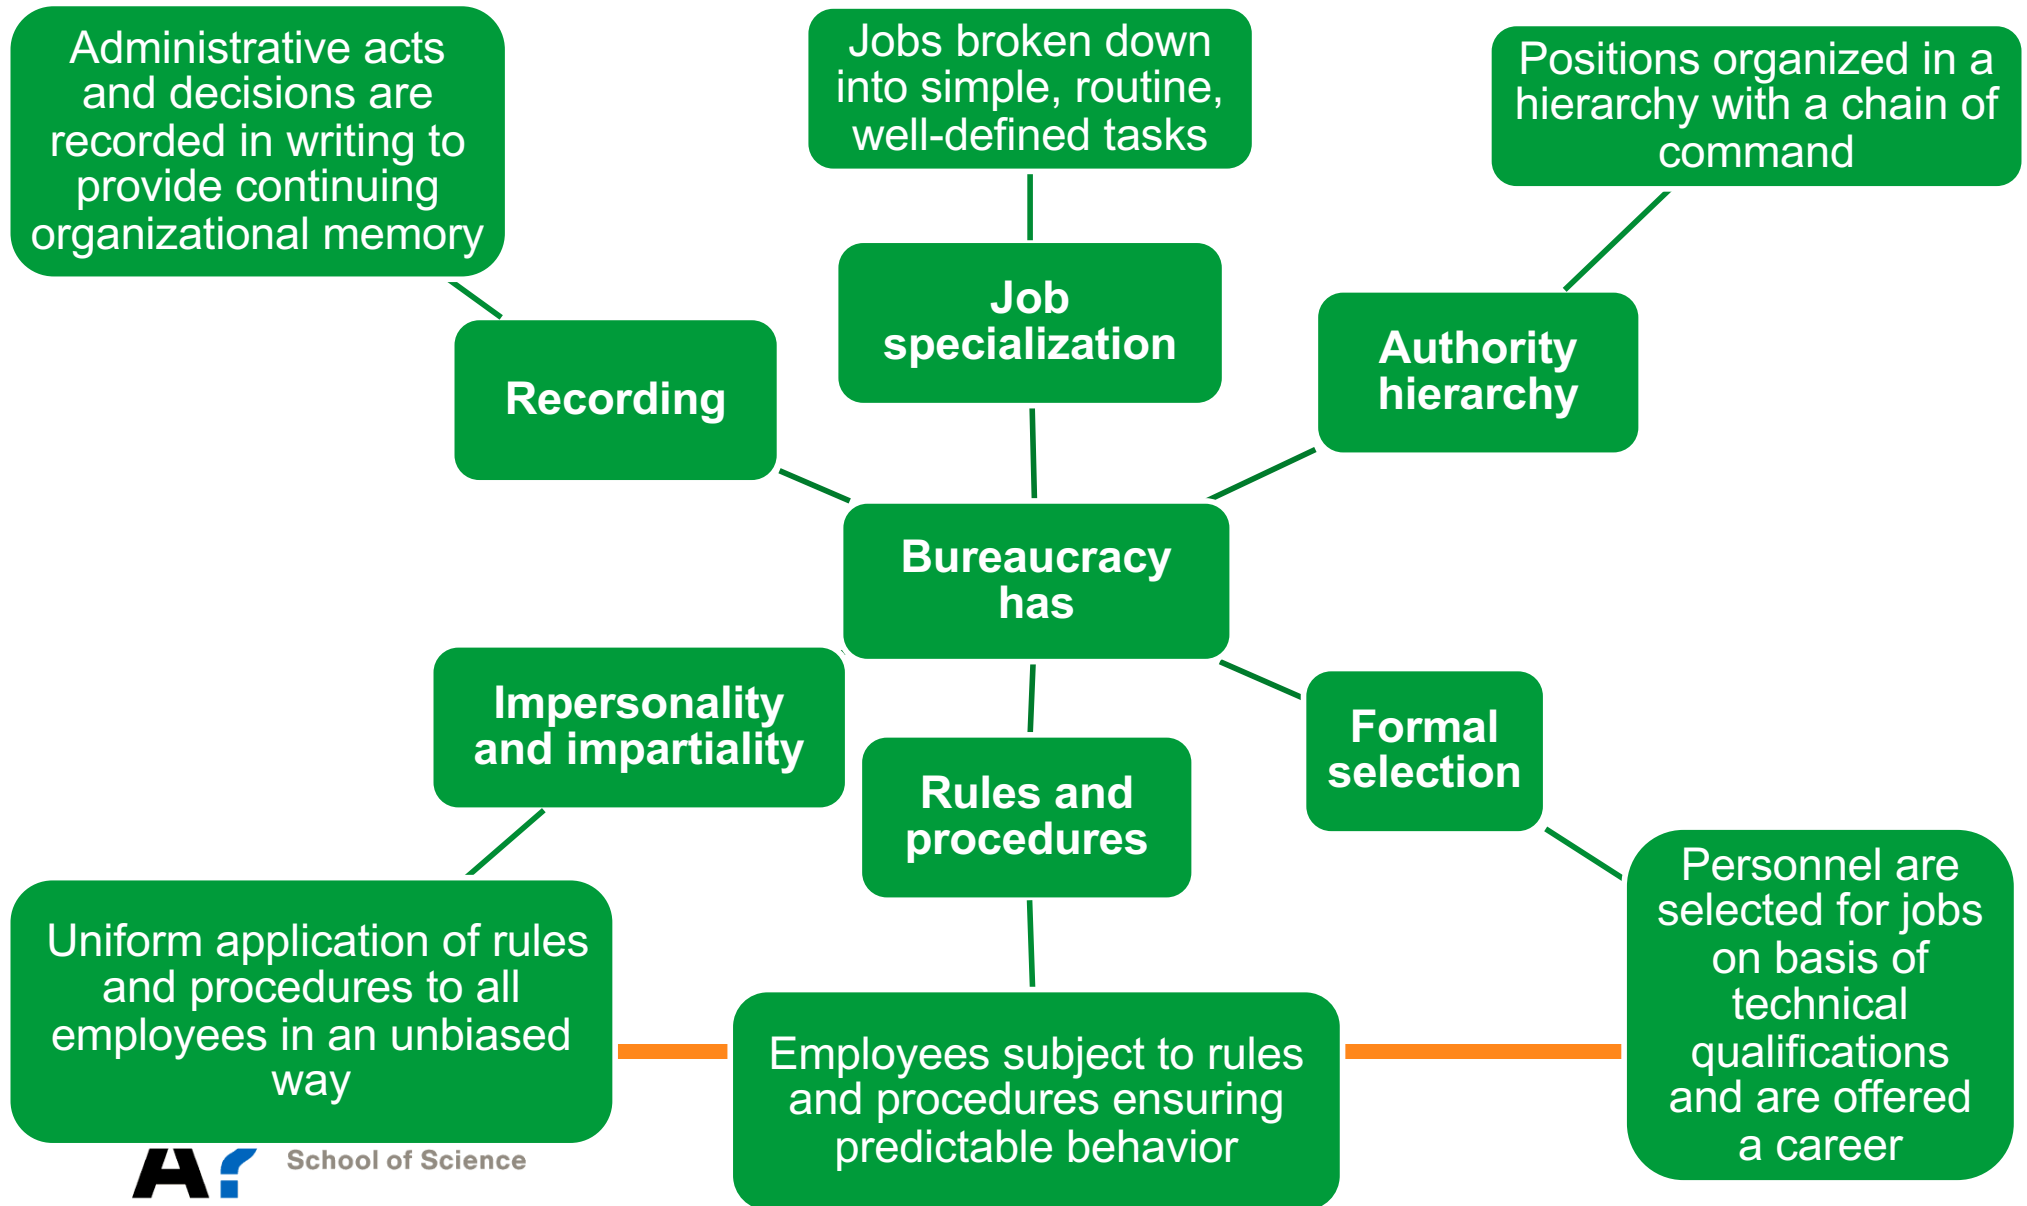 Administrative acts
and decisions are
recorded in writing to
provide continuing
organizational memory
Jobs broken down
into simple, routine,
well-defined tasks
Positions organized in a
hierarchy with a chain of
command
Recording
Job
specialization
Authority
hierarchy
Bureaucracy
has
Impersonality
and impartiality
Rules and
procedures
Formal
selection
Uniform application of rules
and procedures to all
employees in an unbiased
way
Employees subject to rules
and procedures ensuring
predictable behavior
Personnel are
selected for jobs
on basis of
technical
qualifications
and are offered
a career
A?
School of Science